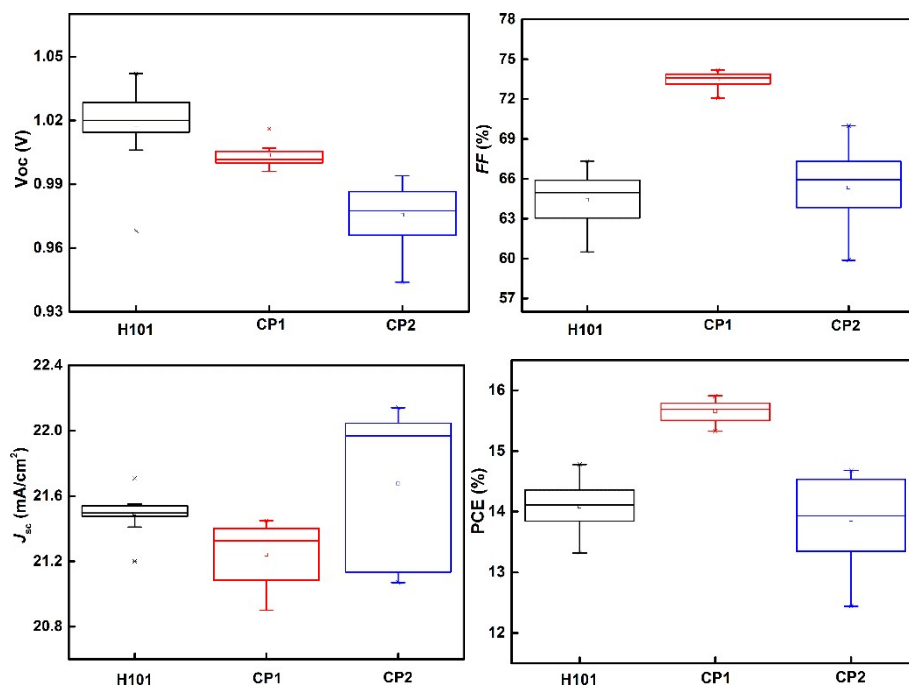 Voc (V)
1.05
1.02
0.99
0.96
0.93
H101
CP1
CP2
FF (%)
78
75
72
69
66
63
60
57
H101
CP1
CP2
Jsc (mA/cm²)
22.4
22.0
21.6
21.2
20.8
H101
CP1
CP2
PCE (%)
16
15
14
13
12
H101
CP1
CP2